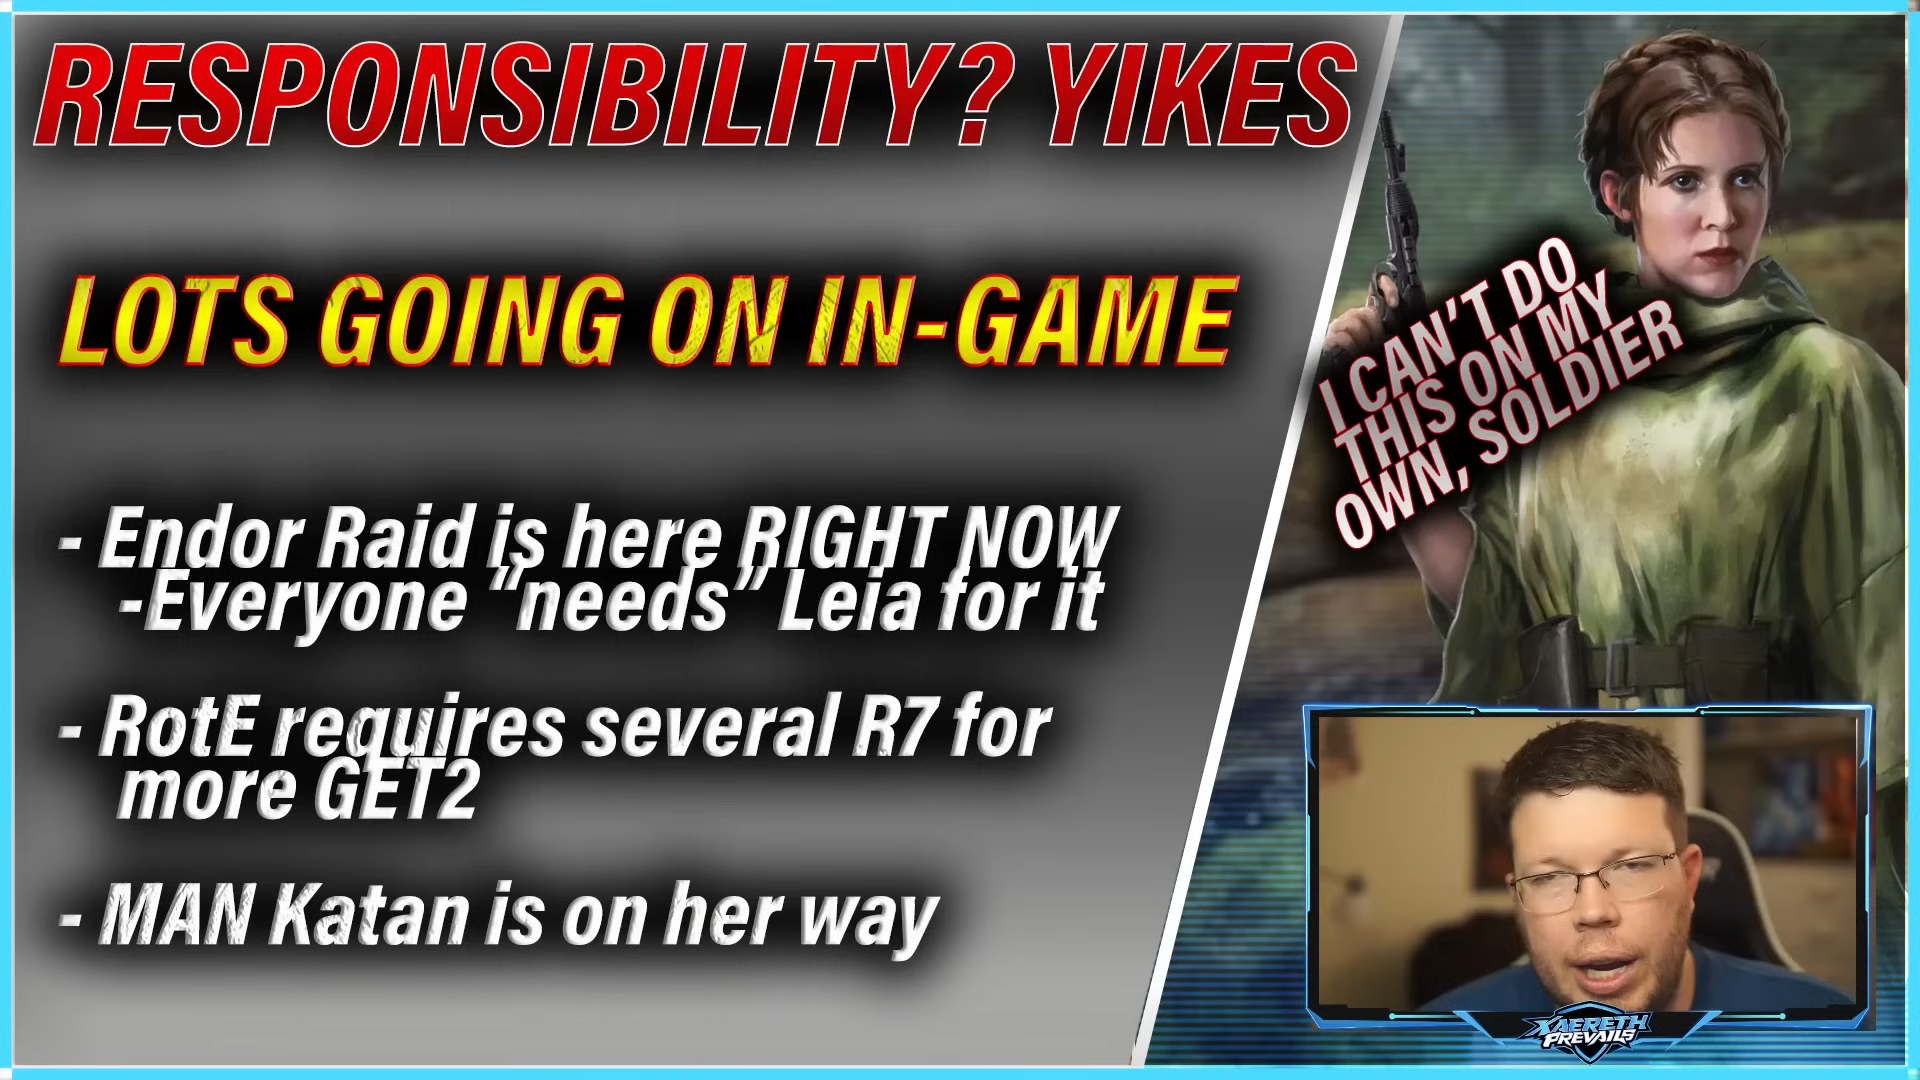 RESPONSIBILITY? YIKES
LOTS GOING ON IN-GAME
- Endor Raid is here RIGHT NOW
-Everyone "needs" Leia for it
- RotE requires several R7 for
more GET2
- MAN Katan is on her way
I CAN'T DO
THIS ON MY
OWN, SOLDIER
XAERETH
PREVAILS